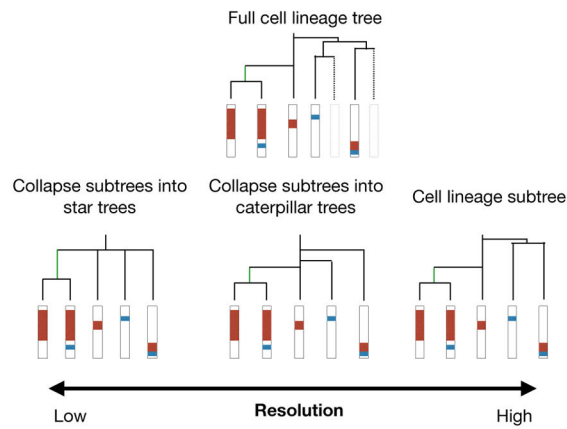 Full cell lineage tree
Collapse subtrees into
star trees
Collapse subtrees into
caterpillar trees
Cell lineage subtree
Low
Resolution
High